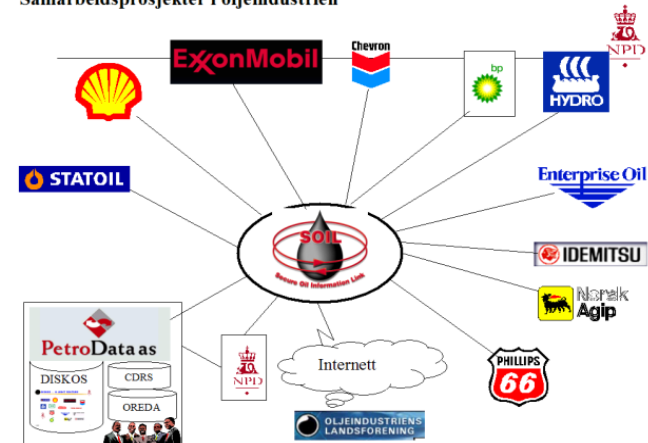 Samarbeidsprosjekter i oljeindustrien
NPD
ExxonMobil
Chevron
bp
HYDRO
STATOIL
Enterprise Oil
SOIL
Secure Oil Information Link
IDEMITSU
Norsk
Agip
PetroData as
DISKOS
CDRS
OREDA
NPD
Internett
PHILLIPS
66
OLJEINDUSTRIENS
LANDSFORENING